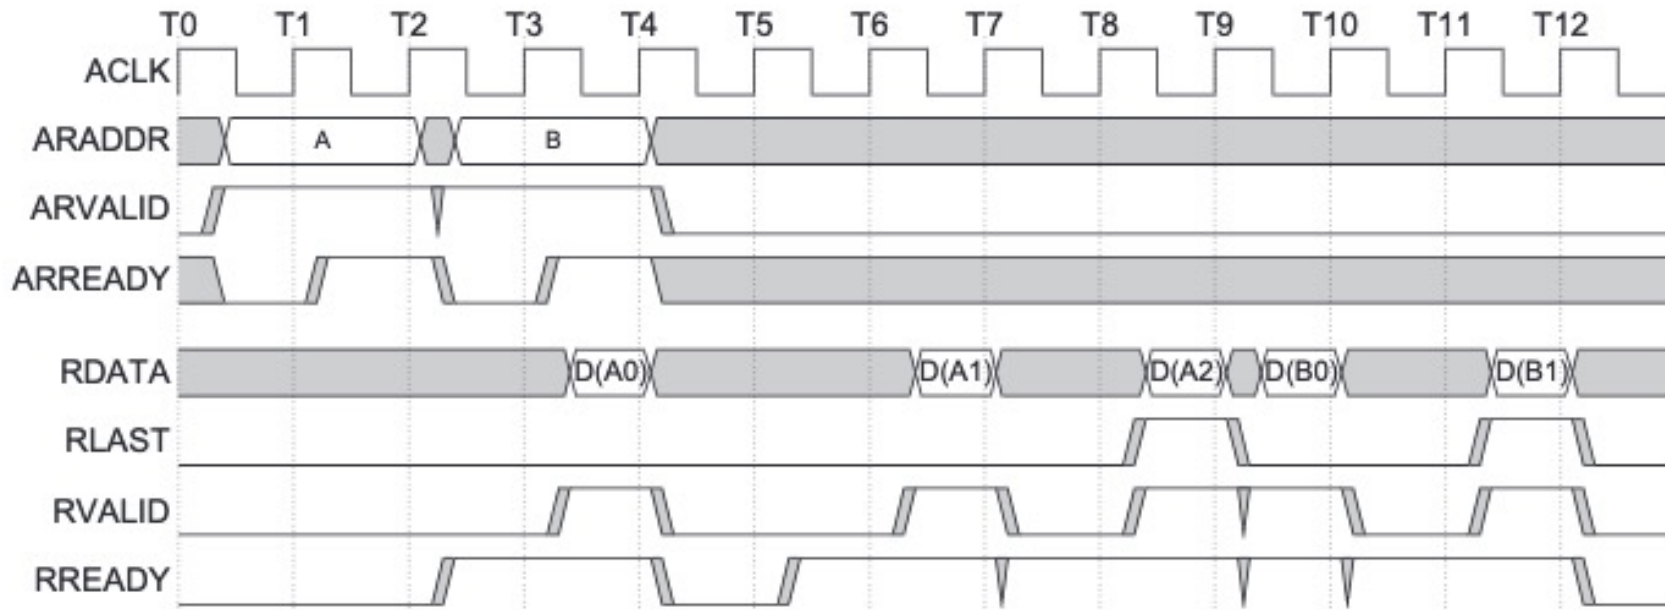 T0 T1 T2 T3 T4 T5 T6 T7 T8 T9 T10 T11 T12
ACLK
ARADDR A B
ARVALID
ARREADY
RDATA D(A0) D(A1) D(A2) D(B0) D(B1)
RLAST
RVALID
RREADY